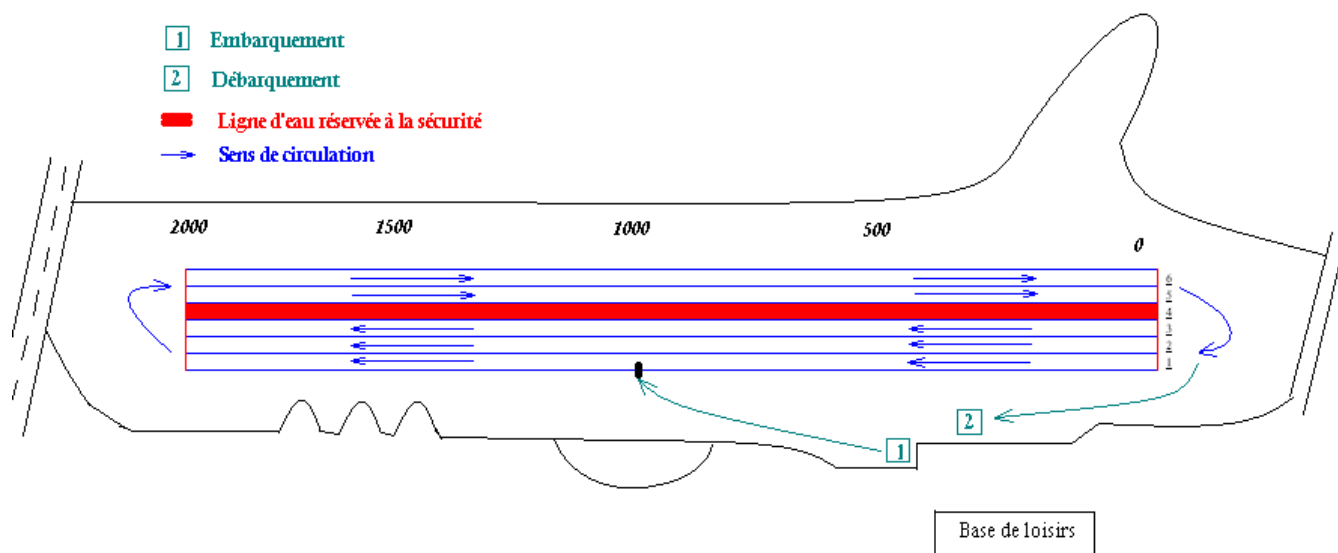 1 Embarquement
2 Débarquement
Ligne d'eau réservée à la sécurité
Sens de circulation
2000 1500 1000 500 0
6
5
4
3
2
1
2
1
Base de loisirs